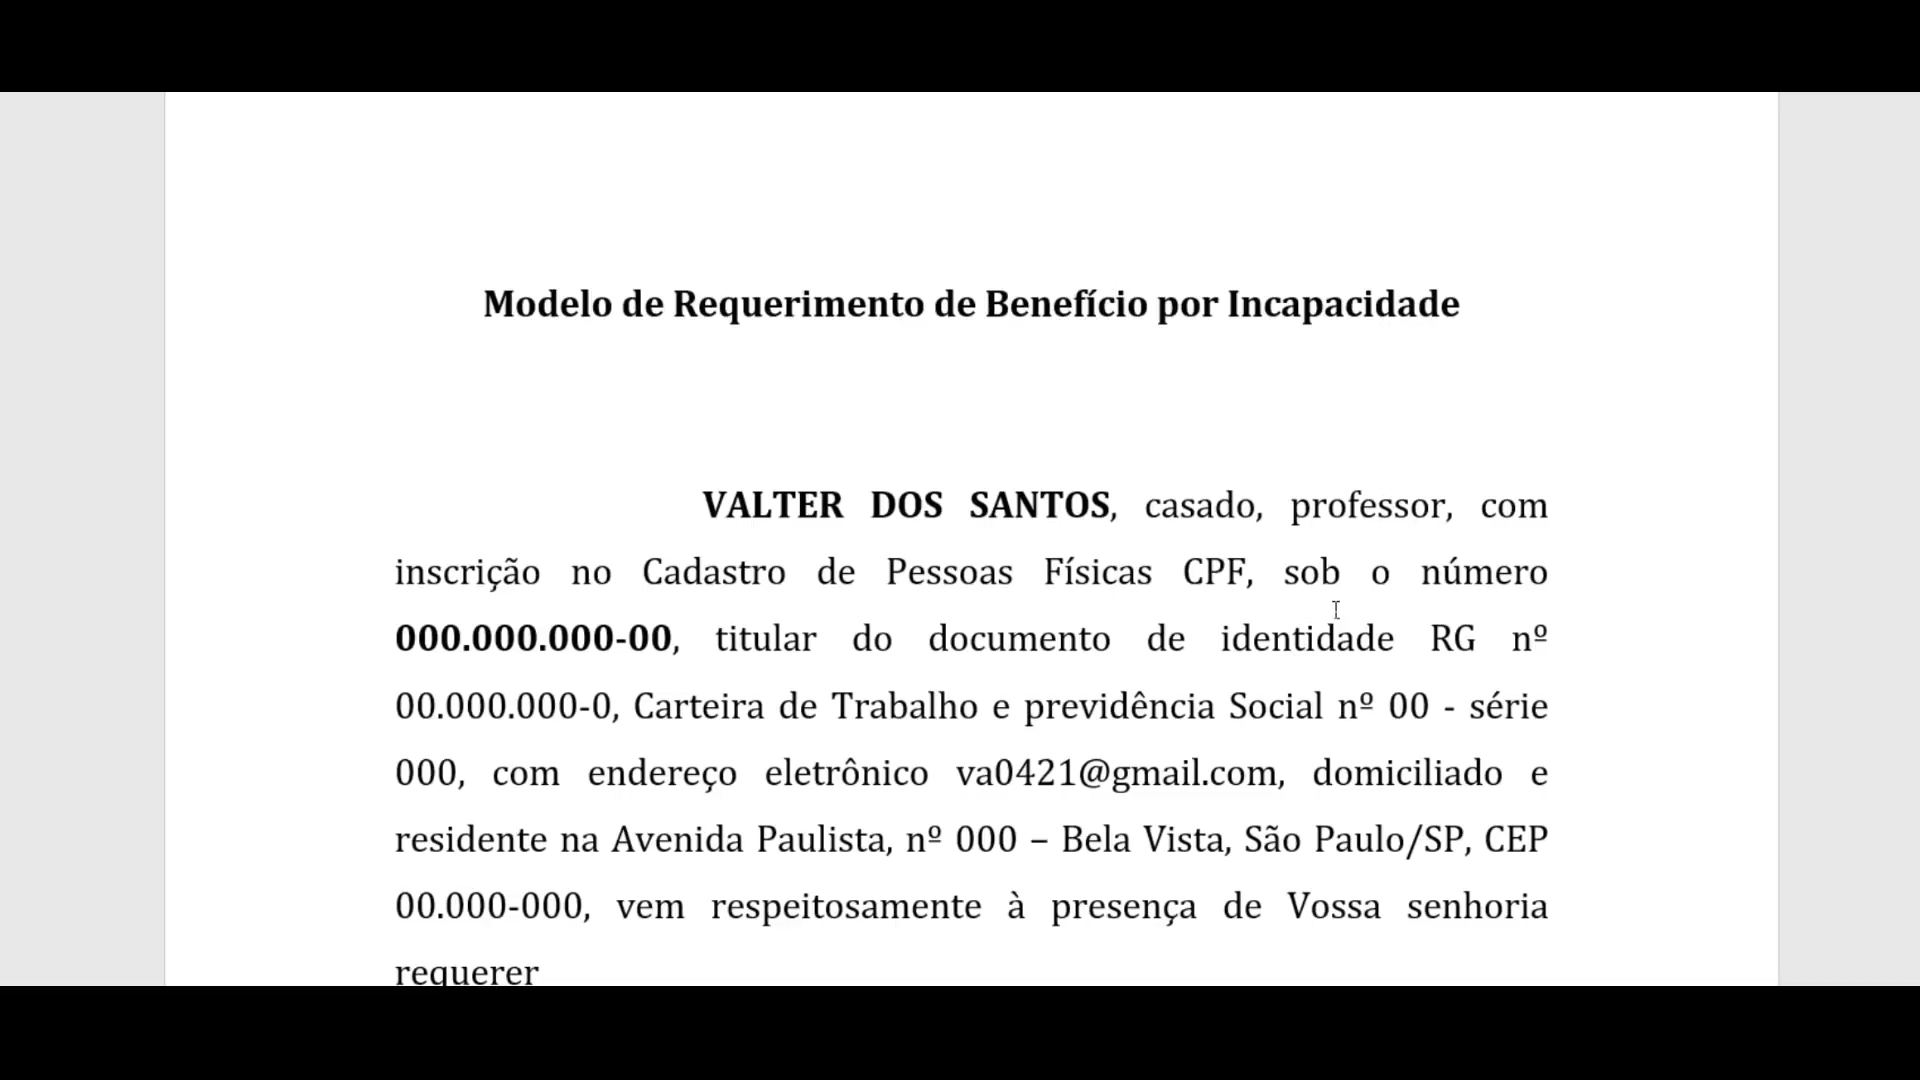 Modelo de Requerimento de Benefício por Incapacidade
VALTER DOS SANTOS, casado, professor, com
inscrição no Cadastro de Pessoas Físicas CPF, sob o número
000.000.000-00, titular do documento de identidade RG nº
00.000.000-0, Carteira de Trabalho e previdência Social nº 00 - série
000, com endereço eletrônico va0421@gmail.com, domiciliado e
residente na Avenida Paulista, nº 000 – Bela Vista, São Paulo/SP, CEP
00.000-000, vem respeitosamente à presença de Vossa senhoria
requerer